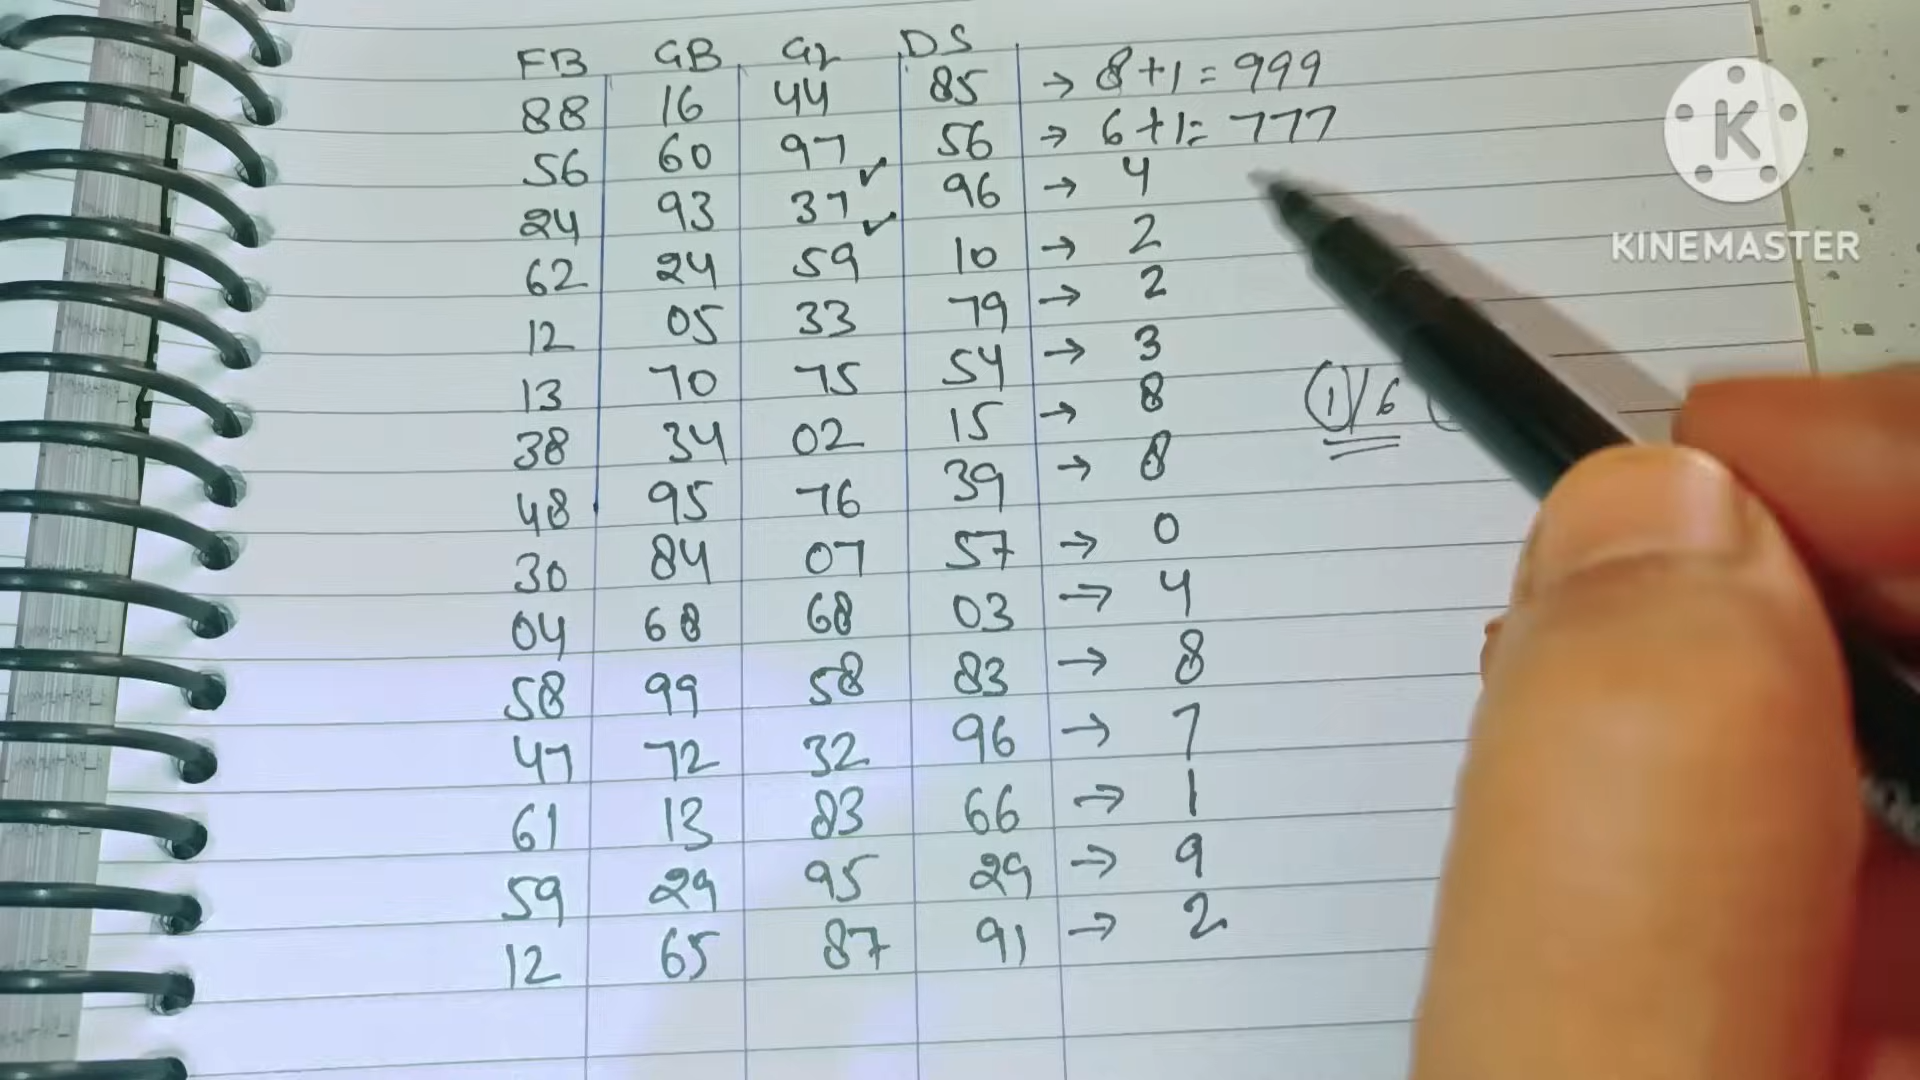 FB GB GZ DS
88 16 44 85 → 8+1=999
56 60 97 56 → 6+1=777
24 93 37 96 → 4
62 24 59 10 → 2
12 05 33 79 → 2
13 70 75 54 → 3
38 34 02 15 → 8
48 95 76 39 → 8
30 84 07 57 → 0
04 68 68 03 → 4
58 99 58 83 → 8
47 72 32 96 → 7
61 13 83 66 → 1
59 29 95 29 → 9
12 65 87 91 → 2
1/6
K
KINEMASTER